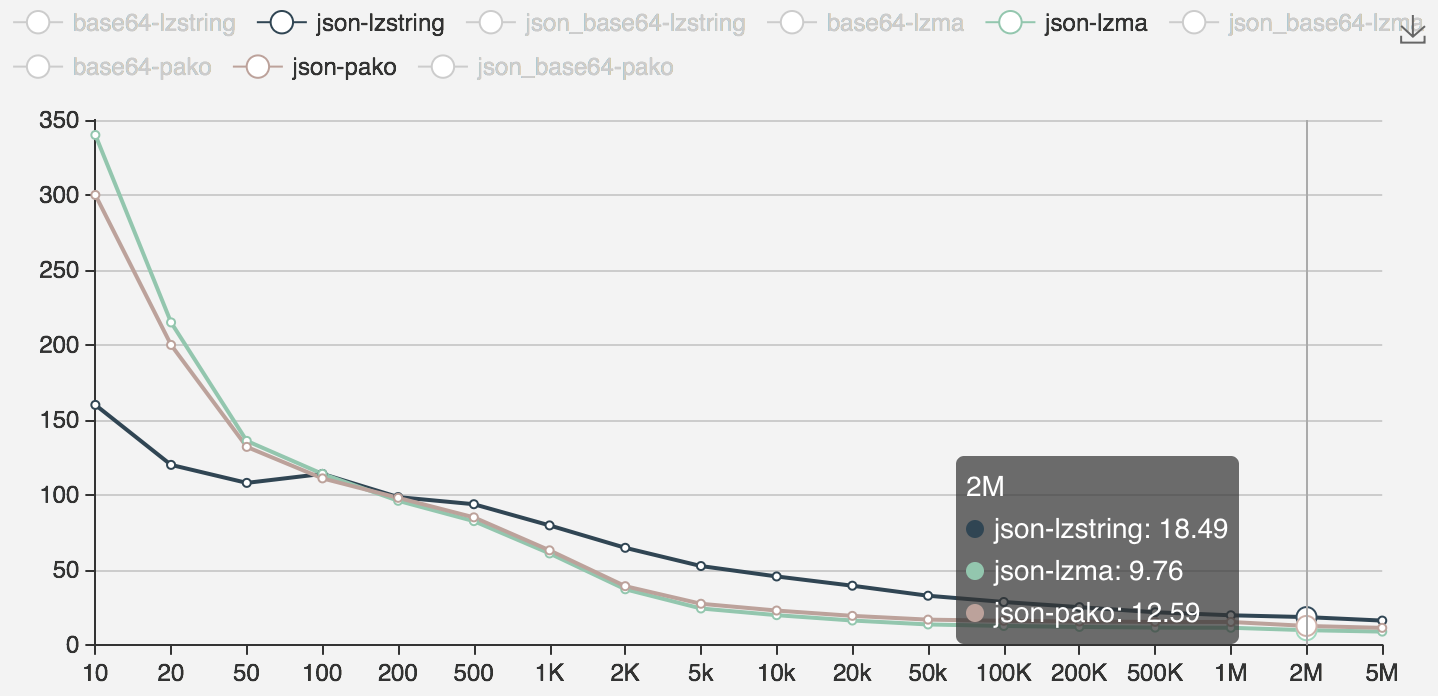 base64-lzstring json-lzstring json_base64-lzstring base64-lzma json-lzma json_base64-lzma
base64-pako json-pako json_base64-pako
350
300
250
200
150
100
50
0
2M
json-lzstring: 18.49
json-lzma: 9.76
json-pako: 12.59
10 20 50 100 200 500 1K 2K 5k 10k 20k 50k 100K 200K 500K 1M 2M 5M